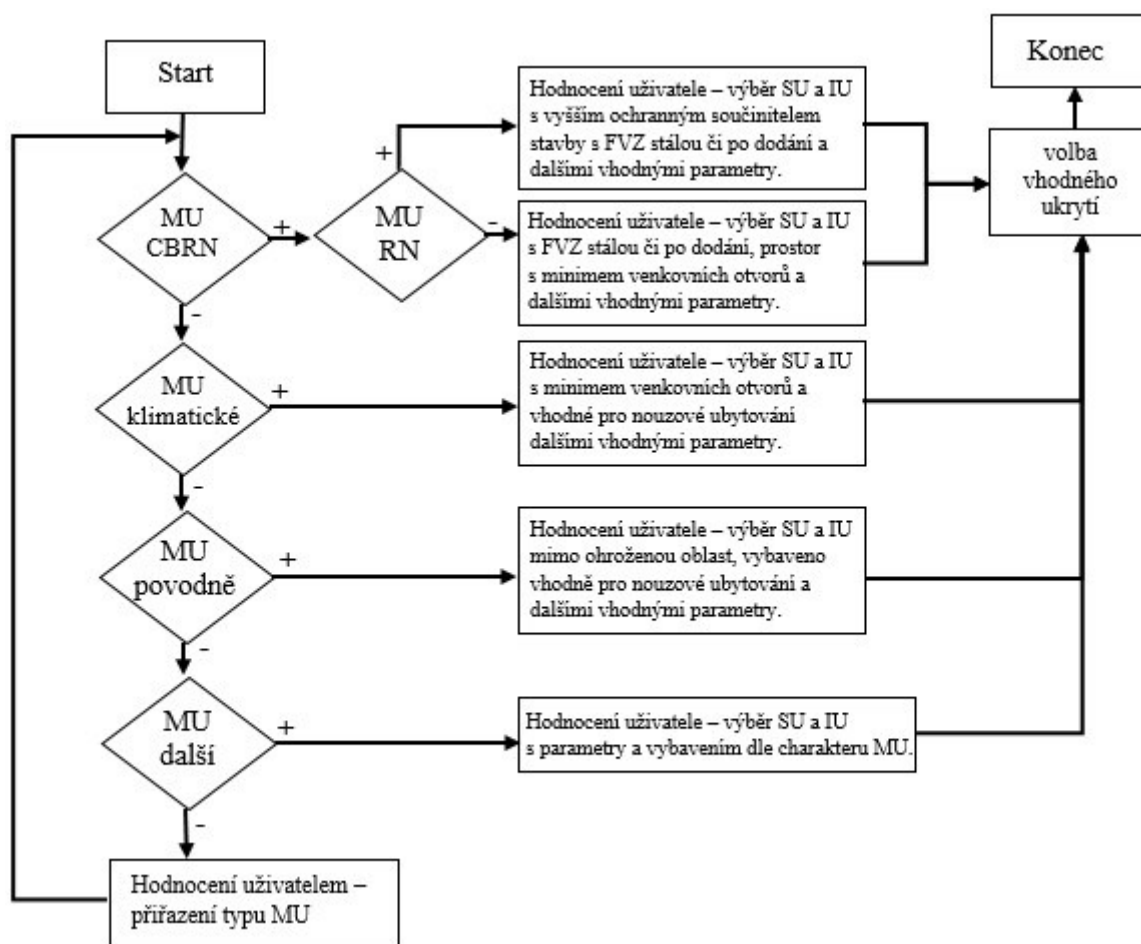 Start
Konec
Hodnocení uživatele – výběr SU a IU
s vyšším ochranným součinitelem
stavby s FVZ stálou či po dodání a
dalšími vhodnými parametry.
+
volba
vhodného
ukrytí
MU
CBRN
+
MU
RN
-
Hodnocení uživatele – výběr SU a IU
s FVZ stálou či po dodání, prostor
s minimem venkovních otvorů a
dalšími vhodnými parametry.
-
MU
klimatické
+
Hodnocení uživatele – výběr SU a IU
s minimem venkovních otvorů a
vhodné pro nouzové ubytování
dalšími vhodnými parametry.
-
MU
povodně
+
Hodnocení uživatele – výběr SU a IU
mimo ohroženou oblast, vybaveno
vhodně pro nouzové ubytování a
dalšími vhodnými parametry.
-
MU
další
+
Hodnocení uživatele – výběr SU a IU
s parametry a vybavením dle charakteru MU.
-
Hodnocení uživatelem –
přiřazení typu MU